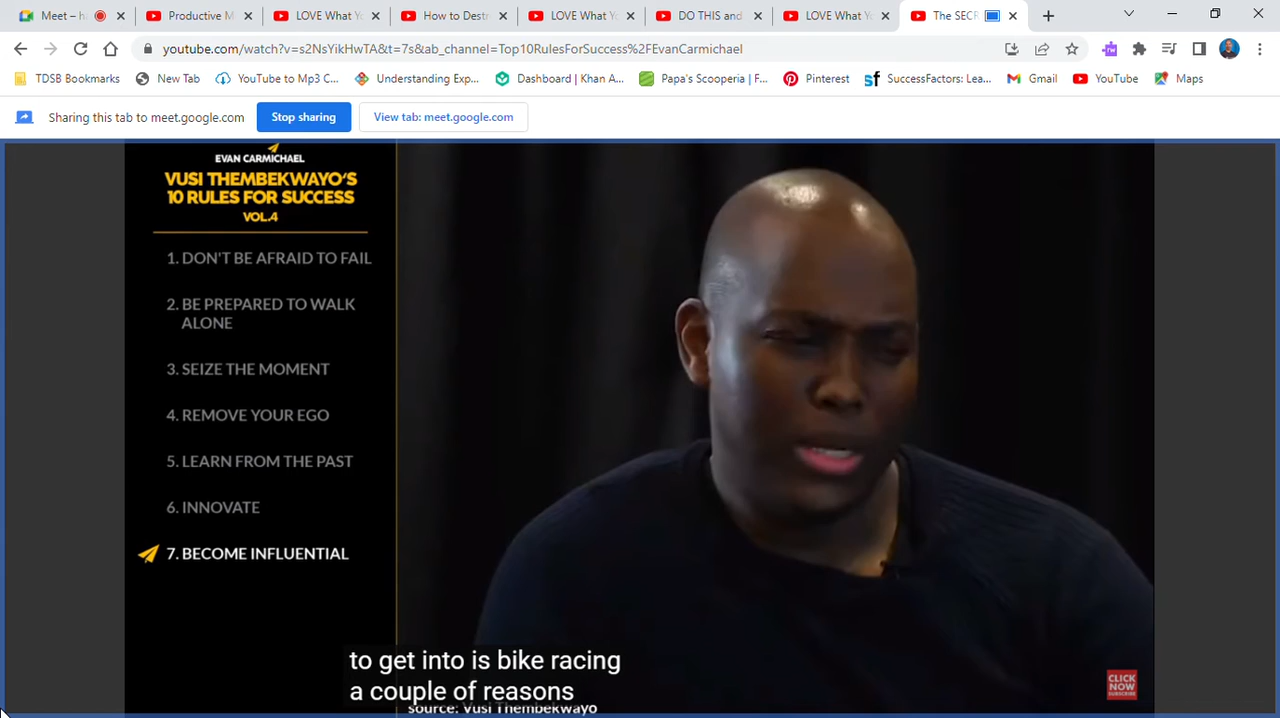 Meet – h
Productive M
LOVE What Yo
How to Destr
LOVE What Yo
DO THIS and
LOVE What Yo
The SECR
youtube.com/watch?v=s2NsYikHwTA&t=7s&ab_channel=Top10RulesForSuccess%2FEvanCarmichael
TDSB Bookmarks
New Tab
YouTube to Mp3 C...
Understanding Exp...
Dashboard | Khan A...
Papa's Scooperia | F...
Pinterest
SuccessFactors: Lea...
Gmail
YouTube
Maps
Sharing this tab to meet.google.com
Stop sharing
View tab: meet.google.com
EVAN CARMICHAEL
VUSI THEMBEKWAYO'S
10 RULES FOR SUCCESS
VOL.4
1. DON'T BE AFRAID TO FAIL
2. BE PREPARED TO WALK
ALONE
3. SEIZE THE MOMENT
4. REMOVE YOUR EGO
5. LEARN FROM THE PAST
6. INNOVATE
7. BECOME INFLUENTIAL
to get into is bike racing
a couple of reasons
source: Vusi Thembekwayo
CLICK
NOW
SUBSCRIBE